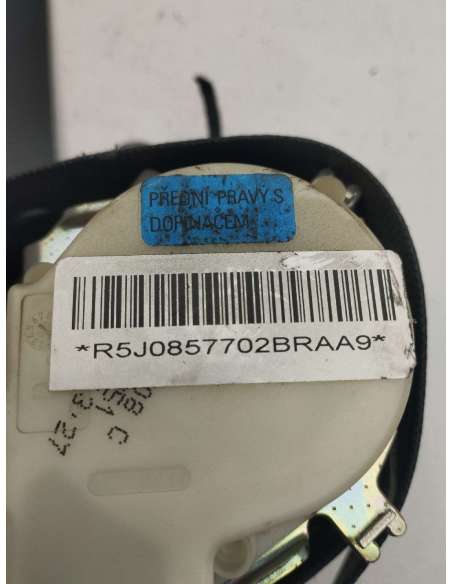 PŘEDNÍ PRAVÝ S
DOPÍNAČEM
*R5J0857702BRAA9*